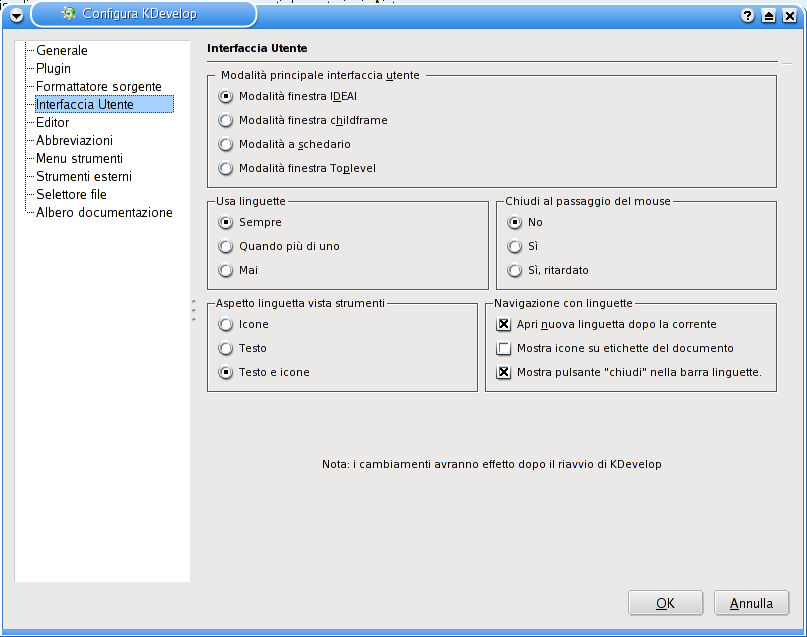 Configura KDevelop
Generale
Plugin
Formattatore sorgente
Interfaccia Utente
Editor
Abbreviazioni
Menu strumenti
Strumenti esterni
Selettore file
Albero documentazione
Interfaccia Utente
Modalità principale interfaccia utente
Modalità finestra IDEAl
Modalità finestra childframe
Modalità a schedario
Modalità finestra Toplevel
Usa linguette
Sempre
Quando più di uno
Mai
Chiudi al passaggio del mouse
No
Sì
Sì, ritardato
Aspetto linguetta vista strumenti
Icone
Testo
Testo e icone
Navigazione con linguette
Apri nuova linguetta dopo la corrente
Mostra icone su etichette del documento
Mostra pulsante "chiudi" nella barra linguette.
Nota: i cambiamenti avranno effetto dopo il riavvio di KDevelop
OK
Annulla